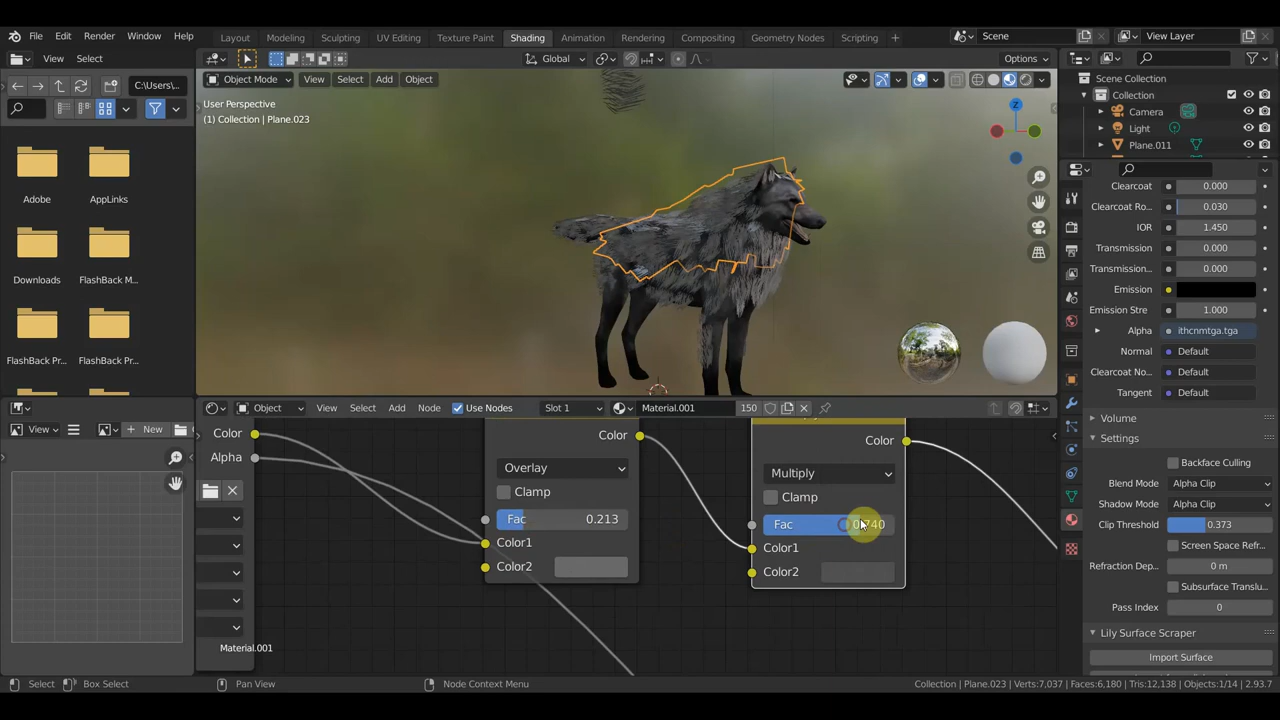 File Edit Render Window Help Layout Modeling Sculpting UV Editing Texture Paint Shading Animation Rendering Compositing Geometry Nodes Scripting Scene View Layer
View Select Global Options
C:\Users\... Object Mode View Select Add Object
Scene Collection
Collection
Camera
Light
Plane.011
User Perspective
(1) Collection | Plane.023
Z
Adobe AppLinks
Downloads FlashBack M...
FlashBack Pr... FlashBack R...
Clearcoat 0.000
Clearcoat Ro... 0.030
IOR 1.450
Transmission 0.000
Transmission... 0.000
Emission
Emission Stre 1.000
Alpha ithcnmtga.tga
Normal Default
Clearcoat No... Default
Tangent Default
Volume
Settings
Backface Culling
Blend Mode Alpha Clip
Shadow Mode Alpha Clip
Clip Threshold 0.373
Screen Space Refr...
Refraction De... 0 m
Subsurface Translu...
Pass Index 0
Lily Surface Scraper
Import Surface
Object View Select Add Node Use Nodes Slot 1 Material.001 150
View New
Color
Alpha
Color
Overlay
Clamp
Fac 0.213
Color1
Color2
Color
Multiply
Clamp
Fac 0.740
Color1
Color2
Material.001
Select Box Select Pan View Node Context Menu Collection | Plane.023 | Verts:7,037 | Faces:6,180 | Tris:12,138 | Objects:1/14 | 2.93.7